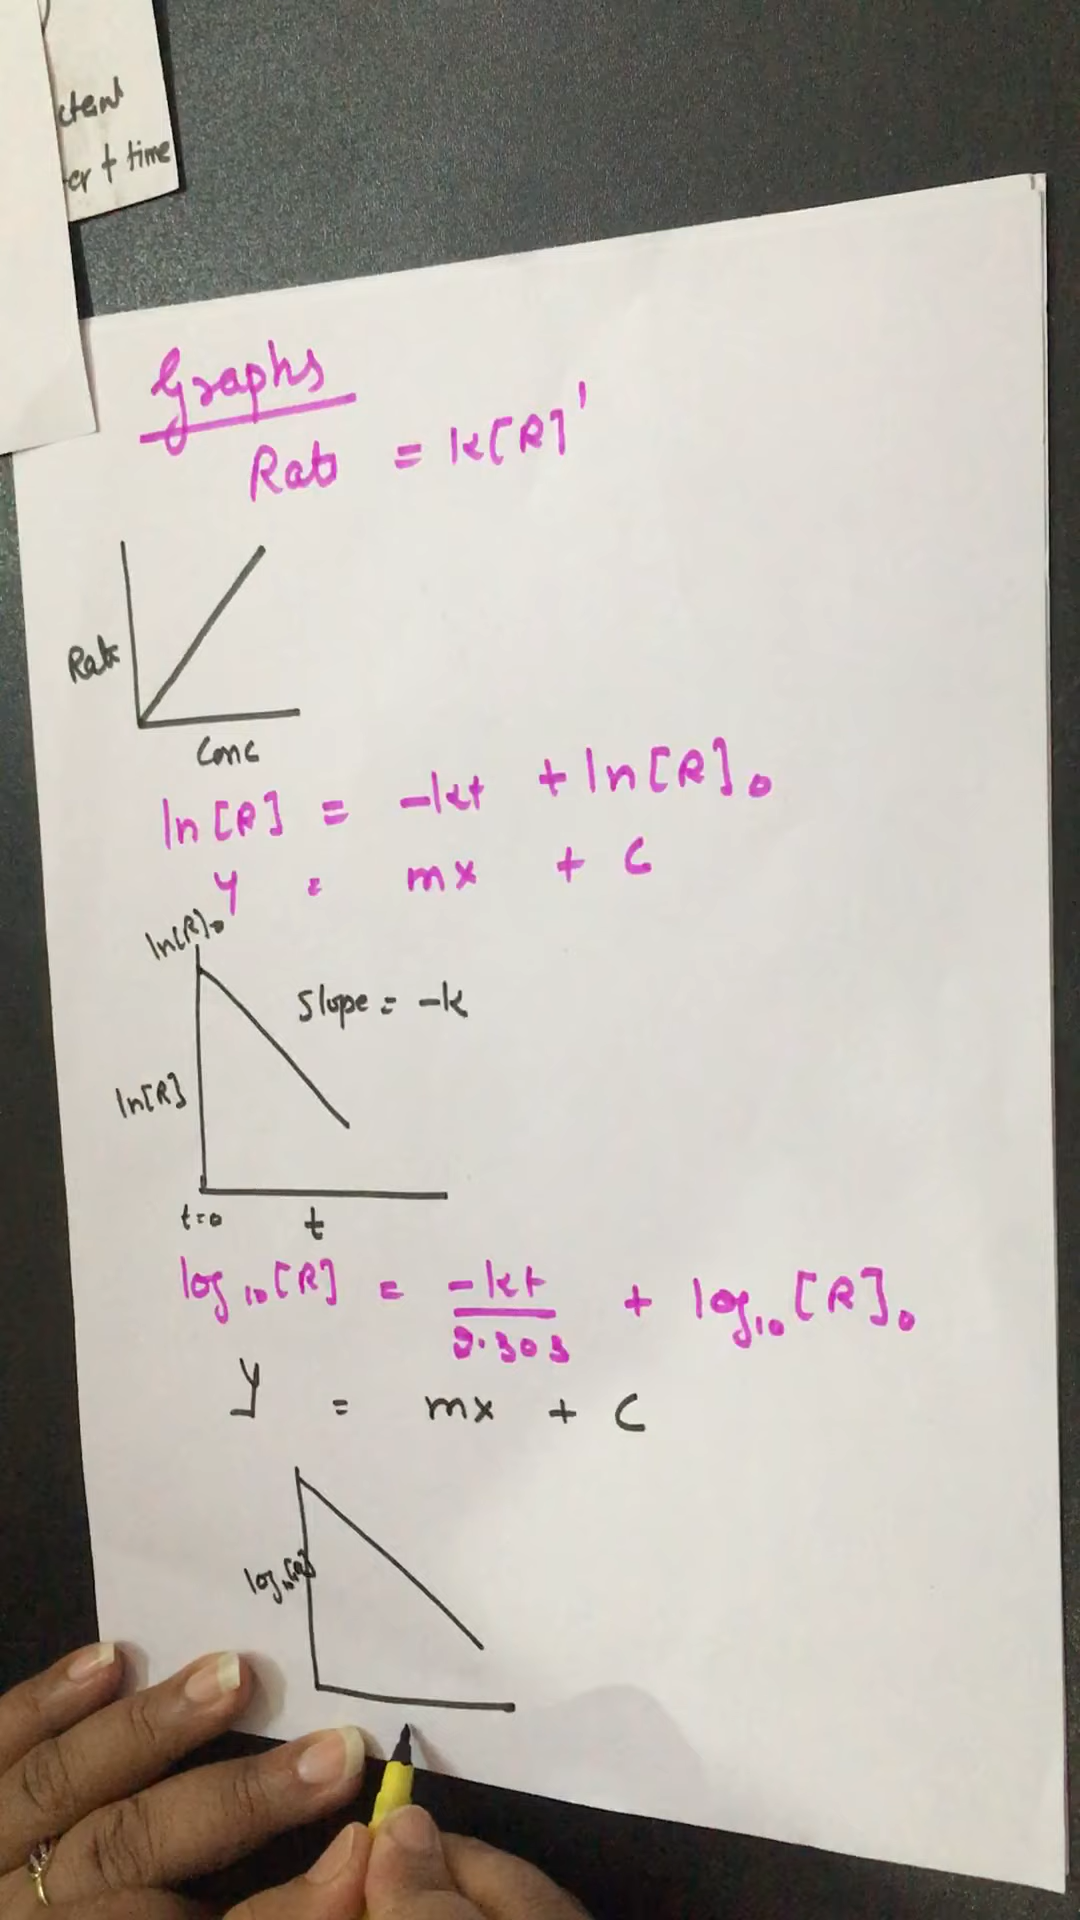 ctant
er t time
Graphs
Rate = k[R]¹
Rate
Conc
ln[R] = -kt + ln[R]₀
y = mx + c
ln[R]₀
Slope = -k
ln[R]
t=0
t
log₁₀[R] = -kt/2.303 + log₁₀[R]₀
y = mx + c
log₁₀[R]